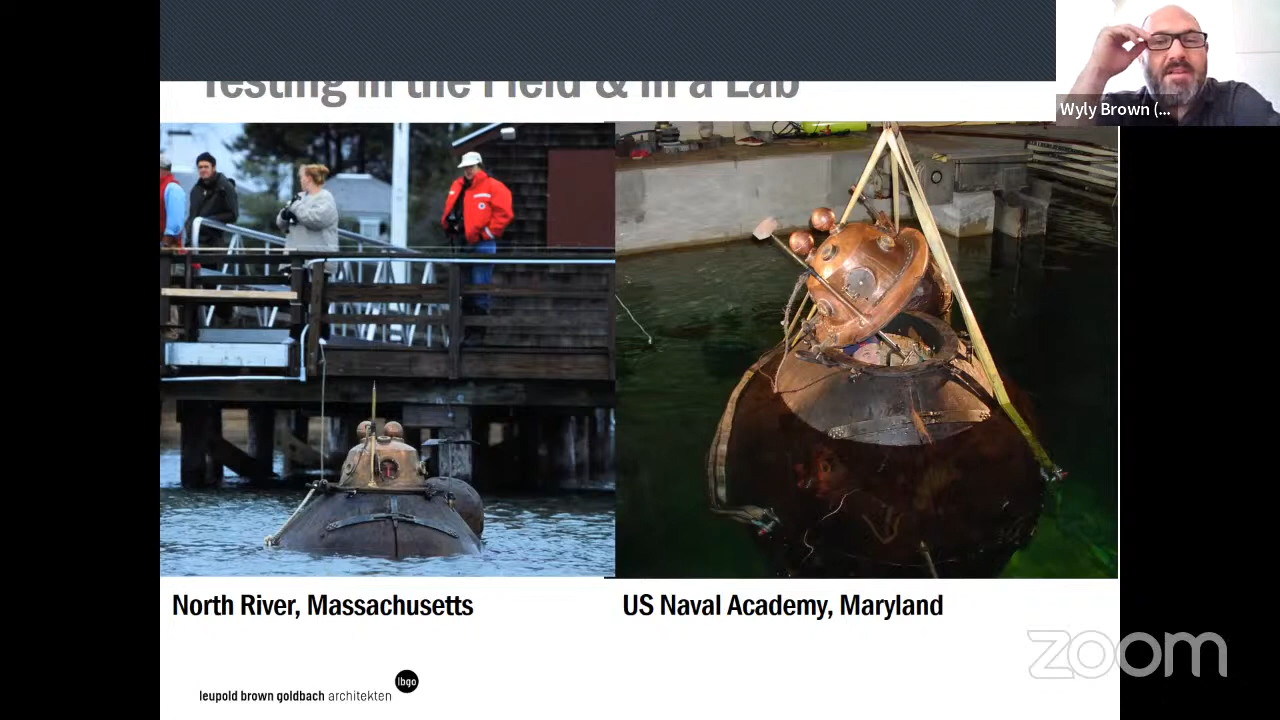 Testing in the Field & in a Lab
Wyly Brown (...
North River, Massachusetts
US Naval Academy, Maryland
zoom
lbgo
leupold brown goldbach architekten